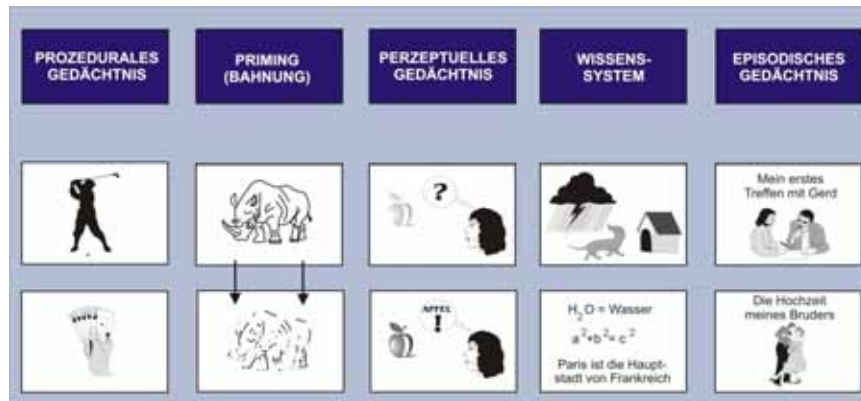 PROZEDURALES
GEDÄCHTNIS
PRIMING
(BAHNUNG)
PERZEPTUELLES
GEDÄCHTNIS
WISSENS-
SYSTEM
EPISODISCHES
GEDÄCHTNIS
?
Mein erstes
Treffen mit Gerd
APFEL
!
H₂O = Wasser
a²+b²= c²
Paris ist die Haupt-
stadt von Frankreich
Die Hochzeit
meines Bruders